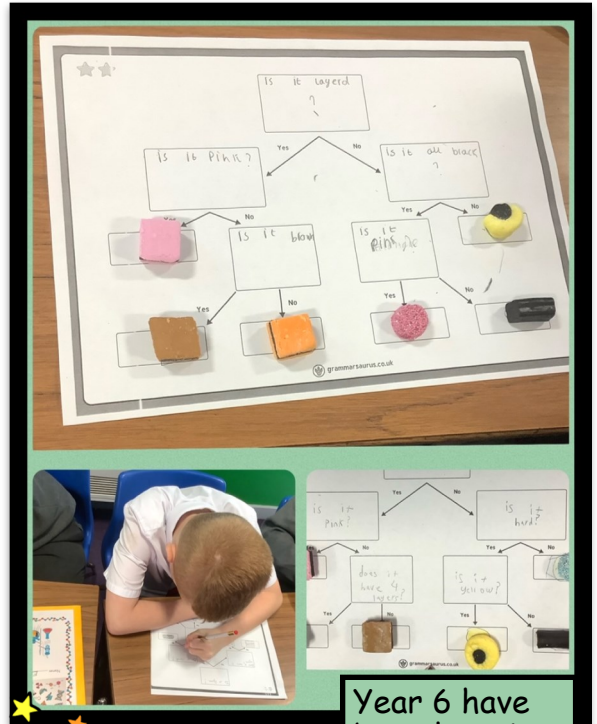 Is it layerd
?
Yes
No
Is it Pink?
Is it all black
?
Yes
No
Is it
Yes
No
Is it
Pink
Yes
No
Yes
No
grammarsaurus.co.uk
Yes
No
is it
Pink?
is it
hard?
No
Yes
No
does it
have 4
layers?
is it
yellow?
Yes
No
Yes
No
grammarsaurus.co.uk
Year 6 have